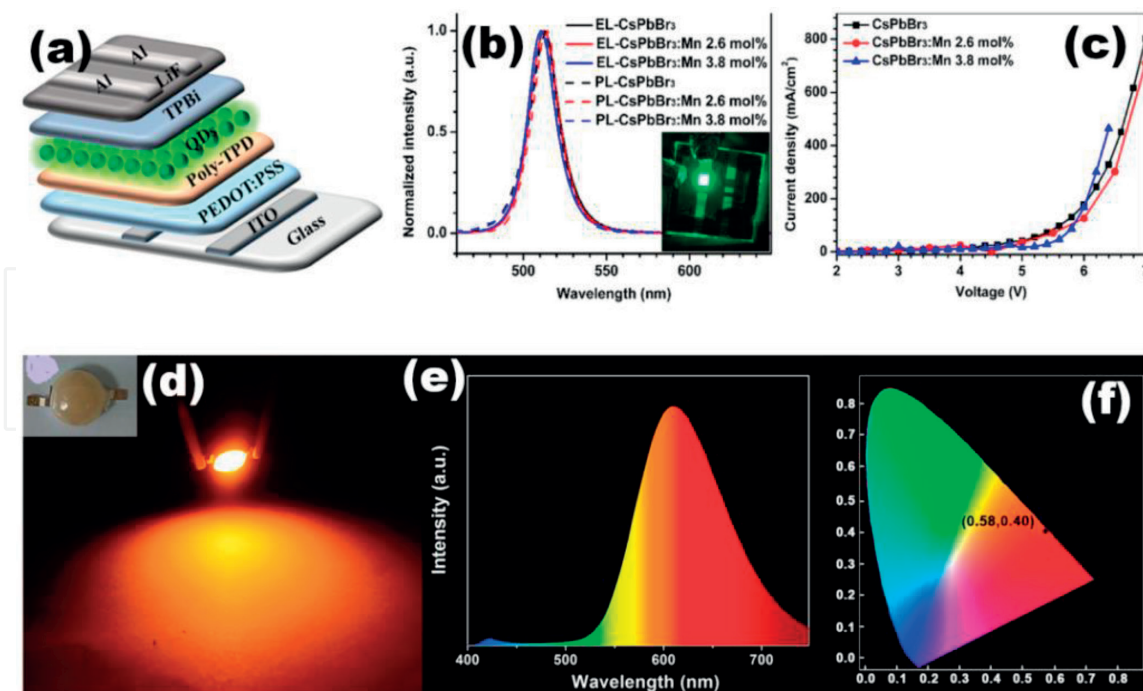 (a)
Al
Al
LiF
TPBi
QDs
Poly-TPD
PEDOT:PSS
ITO
Glass
(b)
EL-CsPbBr₃
EL-CsPbBr₃:Mn 2.6 mol%
EL-CsPbBr₃:Mn 3.8 mol%
PL-CsPbBr₃
PL-CsPbBr₃:Mn 2.6 mol%
PL-CsPbBr₃:Mn 3.8 mol%
Normalized intensity (a.u.)
1.0
0.5
0.0
500 550 600
Wavelength (nm)
(c)
CsPbBr₃
CsPbBr₃:Mn 2.6 mol%
CsPbBr₃:Mn 3.8 mol%
Current density (mA/cm²)
800
600
400
200
0
2 3 4 5 6
Voltage (V)
(d)
(e)
Intensity (a.u.)
400 500 600 700
Wavelength (nm)
(f)
0.8
0.7
0.6
0.5
0.4
0.3
0.2
0.1
0.0
(0.58,0.40)
0.0 0.1 0.2 0.3 0.4 0.5 0.6 0.7 0.8